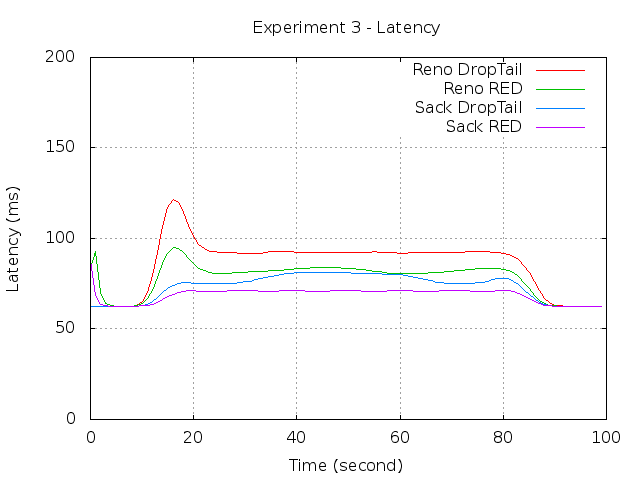 Experiment 3 - Latency
200
150
100
50
0
Latency (ms)
Reno DropTail
Reno RED
Sack DropTail
Sack RED
0 20 40 60 80 100
Time (second)